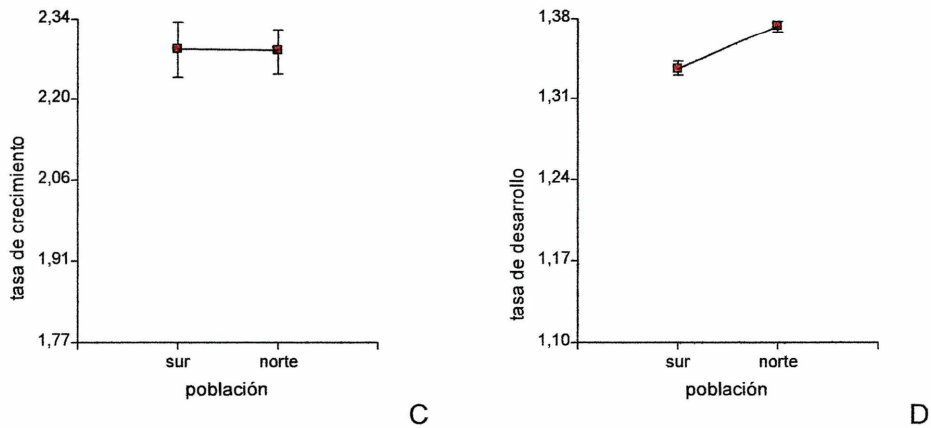 tasa de crecimiento
2,34
2,20
2,06
1,91
1,77
sur norte
población
C
tasa de desarrollo
1,38
1,31
1,24
1,17
1,10
sur norte
población
D